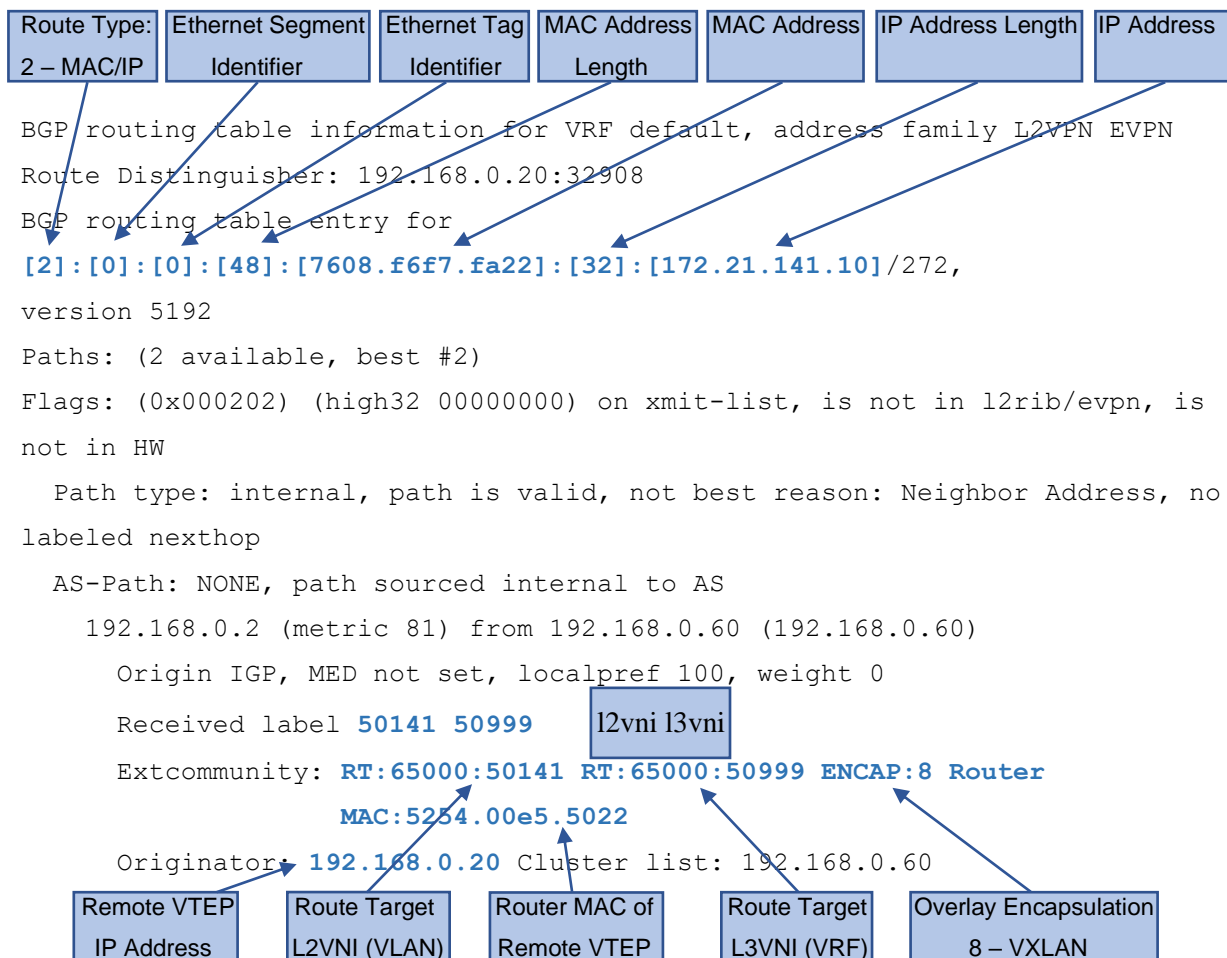 Route Type: Ethernet Segment Ethernet Tag MAC Address MAC Address IP Address Length IP Address
2 – MAC/IP Identifier Identifier Length
BGP routing table information for VRF default, address family L2VPN EVPN
Route Distinguisher: 192.168.0.20:32908
BGP routing table entry for
[2]:[0]:[0]:[48]:[7608.f6f7.fa22]:[32]:[172.21.141.10]/272,
version 5192
Paths: (2 available, best #2)
Flags: (0x000202) (high32 00000000) on xmit-list, is not in l2rib/evpn, is
not in HW
Path type: internal, path is valid, not best reason: Neighbor Address, no
labeled nexthop
AS-Path: NONE, path sourced internal to AS
192.168.0.2 (metric 81) from 192.168.0.60 (192.168.0.60)
Origin IGP, MED not set, localpref 100, weight 0
Received label 50141 50999 l2vni l3vni
Extcommunity: RT:65000:50141 RT:65000:50999 ENCAP:8 Router
MAC:5254.00e5.5022
Originator: 192.168.0.20 Cluster list: 192.168.0.60
Remote VTEP Route Target Router MAC of Route Target Overlay Encapsulation
IP Address L2VNI (VLAN) Remote VTEP L3VNI (VRF) 8 – VXLAN